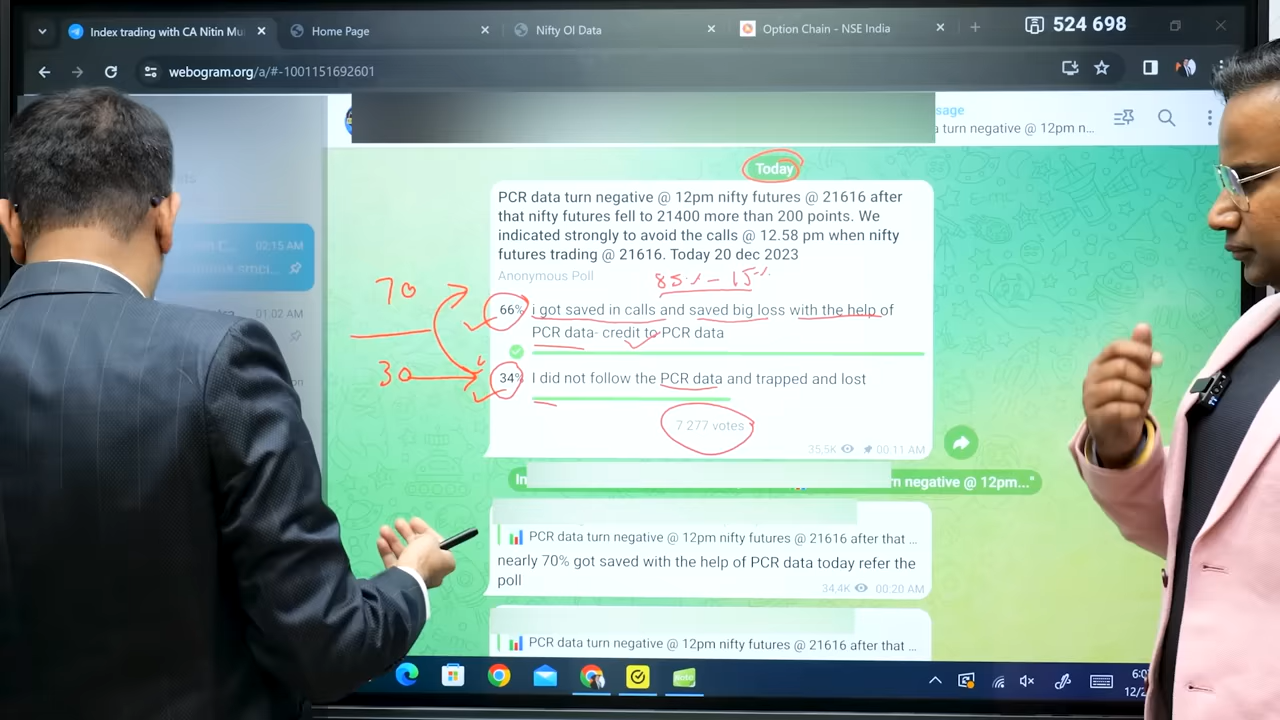 Index trading with CA Nitin Mu
Home Page
Nifty OI Data
Option Chain - NSE India
524 698
webogram.org/a/#-1001151692601
sage
turn negative @ 12pm n...
Today
PCR data turn negative @ 12pm nifty futures @ 21616 after
that nifty futures fell to 21400 more than 200 points. We
indicated strongly to avoid the calls @ 12.58 pm when nifty
futures trading @ 21616. Today 20 dec 2023
Anonymous Poll
85% - 15%
66% i got saved in calls and saved big loss with the help of
PCR data- credit to PCR data
34% I did not follow the PCR data and trapped and lost
7 277 votes
35,5K 00:11 AM
70
30
02:15 AM
01:02 AM
In
rn negative @ 12pm..."
PCR data turn negative @ 12pm nifty futures @ 21616 after that ...
nearly 70% got saved with the help of PCR data today refer the
poll
34,4K 00:20 AM
PCR data turn negative @ 12pm nifty futures @ 21616 after that ...
note